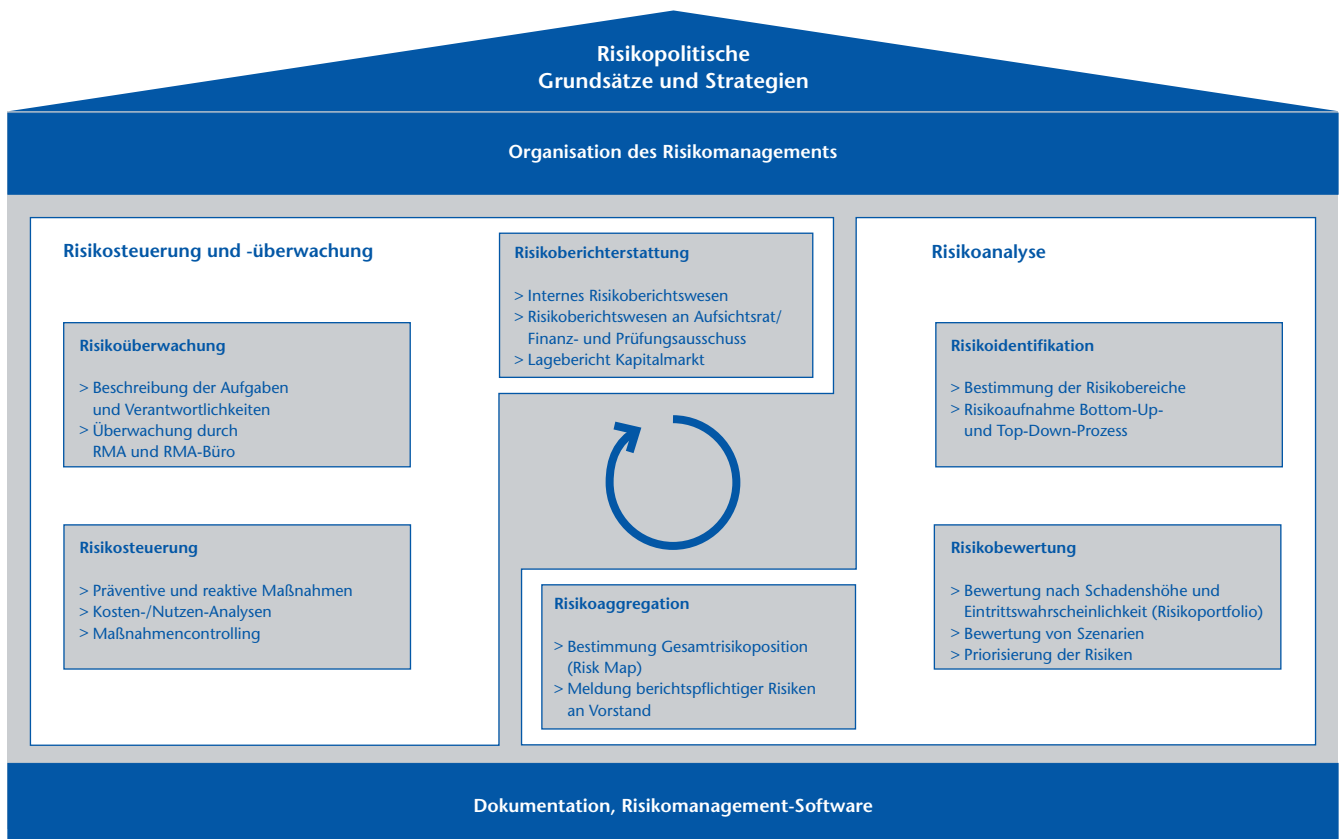 Risikopolitische
Grundsätze und Strategien
Organisation des Risikomanagements
Risikosteuerung und -überwachung
Risikoüberwachung
> Beschreibung der Aufgaben
und Verantwortlichkeiten
> Überwachung durch
RMA und RMA-Büro
Risikosteuerung
> Präventive und reaktive Maßnahmen
> Kosten-/Nutzen-Analysen
> Maßnahmencontrolling
Risikoberichterstattung
> Internes Risikoberichtswesen
> Risikoberichtswesen an Aufsichtsrat/
Finanz- und Prüfungsausschuss
> Lagebericht Kapitalmarkt
Risikoaggregation
> Bestimmung Gesamtrisikoposition
(Risk Map)
> Meldung berichtspflichtiger Risiken
an Vorstand
Risikoanalyse
Risikoidentifikation
> Bestimmung der Risikobereiche
> Risikoaufnahme Bottom-Up-
und Top-Down-Prozess
Risikobewertung
> Bewertung nach Schadenshöhe und
Eintrittswahrscheinlichkeit (Risikoportfolio)
> Bewertung von Szenarien
> Priorisierung der Risiken
Dokumentation, Risikomanagement-Software